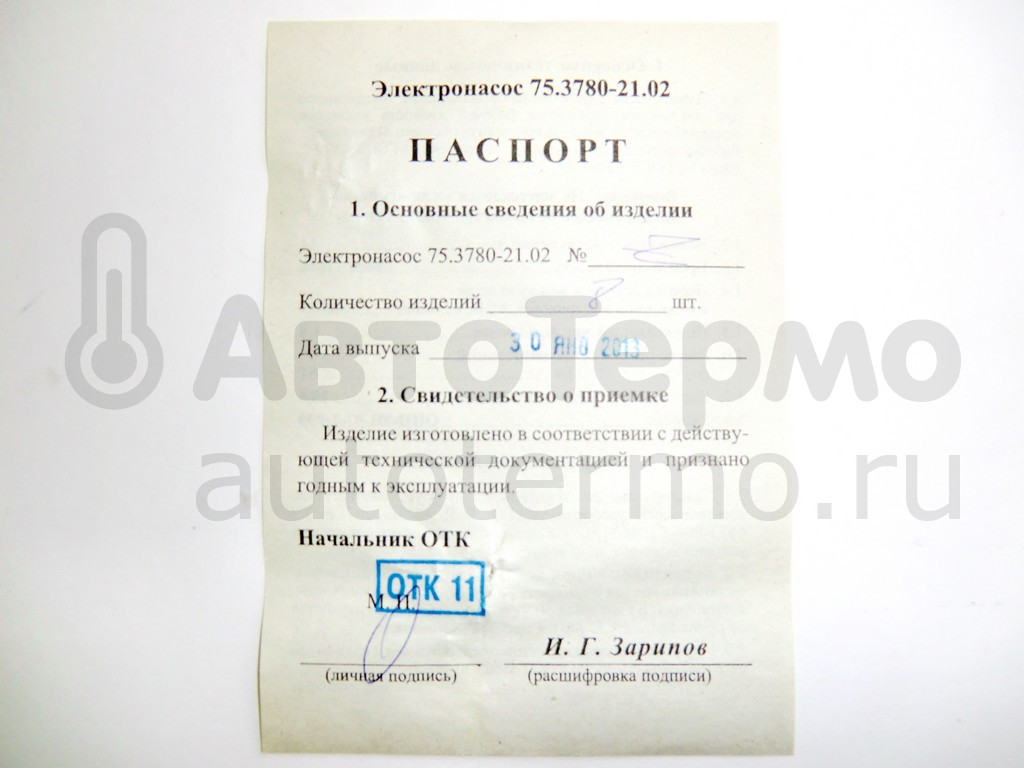 Электронасос 75.3780-21.02
ПАСПОРТ
1. Основные сведения об изделии
Электронасос 75.3780-21.02 №
Количество изделий 8 шт.
АвтоТермо
Дата выпуска 30 ЯНВ 2013
2. Свидетельство о приемке
Изделие изготовлено в соответствии с действу-
ющей технической документацией и признано
autotermo.ru
годным к эксплуатации.
Начальник ОТК
ОТК 11
М. П.
И. Г. Зарипов
(личная подпись) (расшифровка подписи)